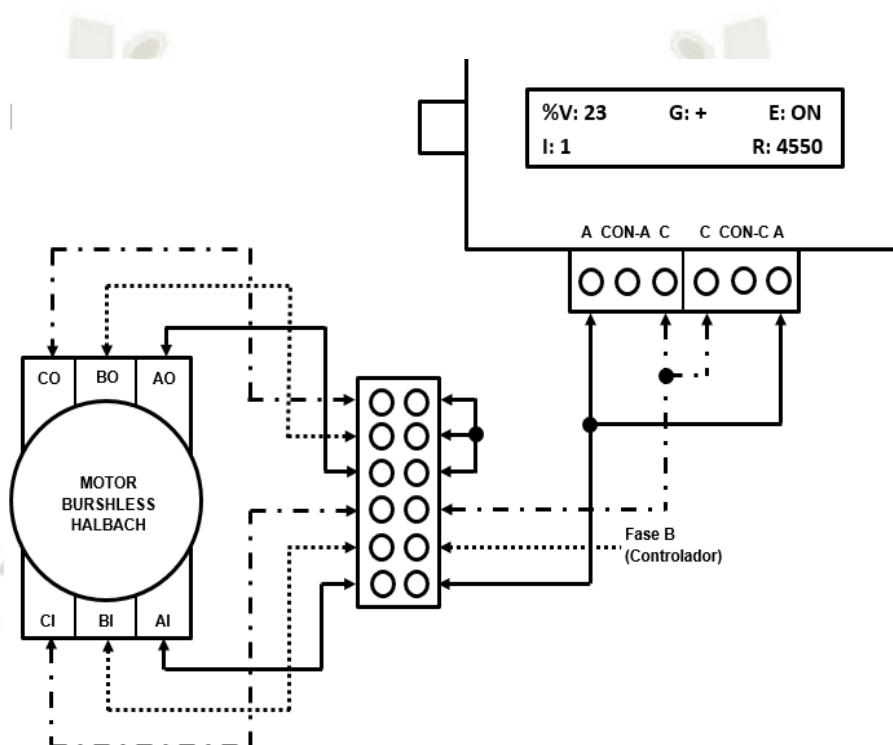 %V: 23 G: + E: ON
I: 1 R: 4550
A CON-A C C CON-C A
CO BO AO
MOTOR
BURSHLESS
HALBACH
Fase B
(Controlador)
CI BI AI